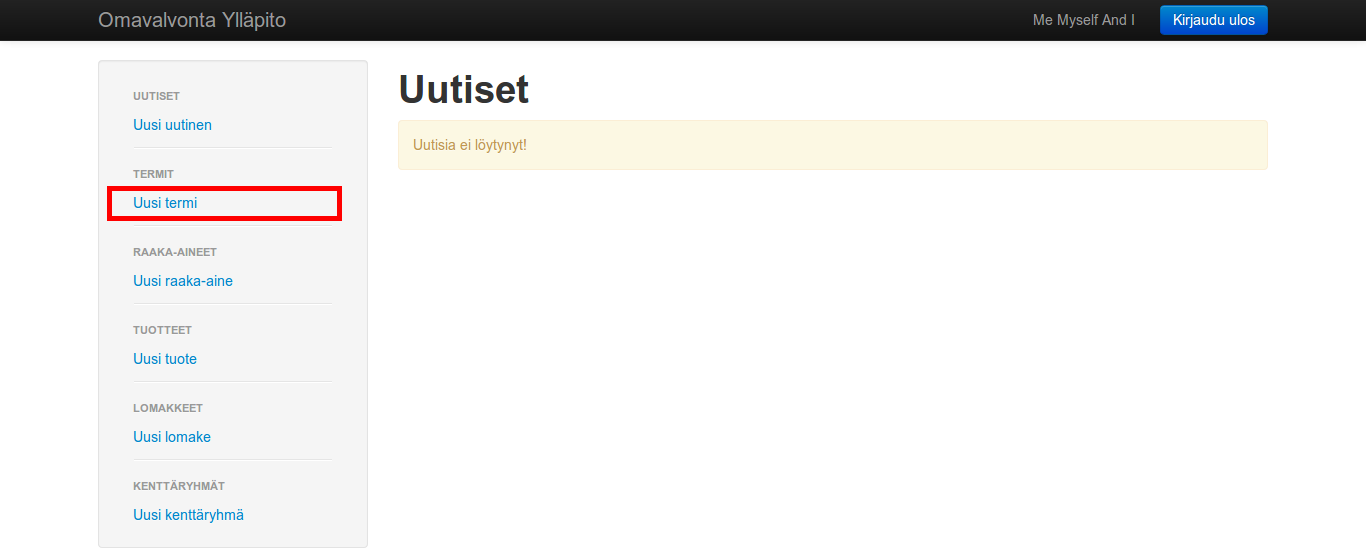 Omavalvonta Ylläpito
Me Myself And I
Kirjaudu ulos
UUTISET
Uusi uutinen
TERMIT
Uusi termi
RAAKA-AINEET
Uusi raaka-aine
TUOTTEET
Uusi tuote
LOMAKKEET
Uusi lomake
KENTTÄRYHMÄT
Uusi kenttäryhmä
Uutiset
Uutisia ei löytynyt!